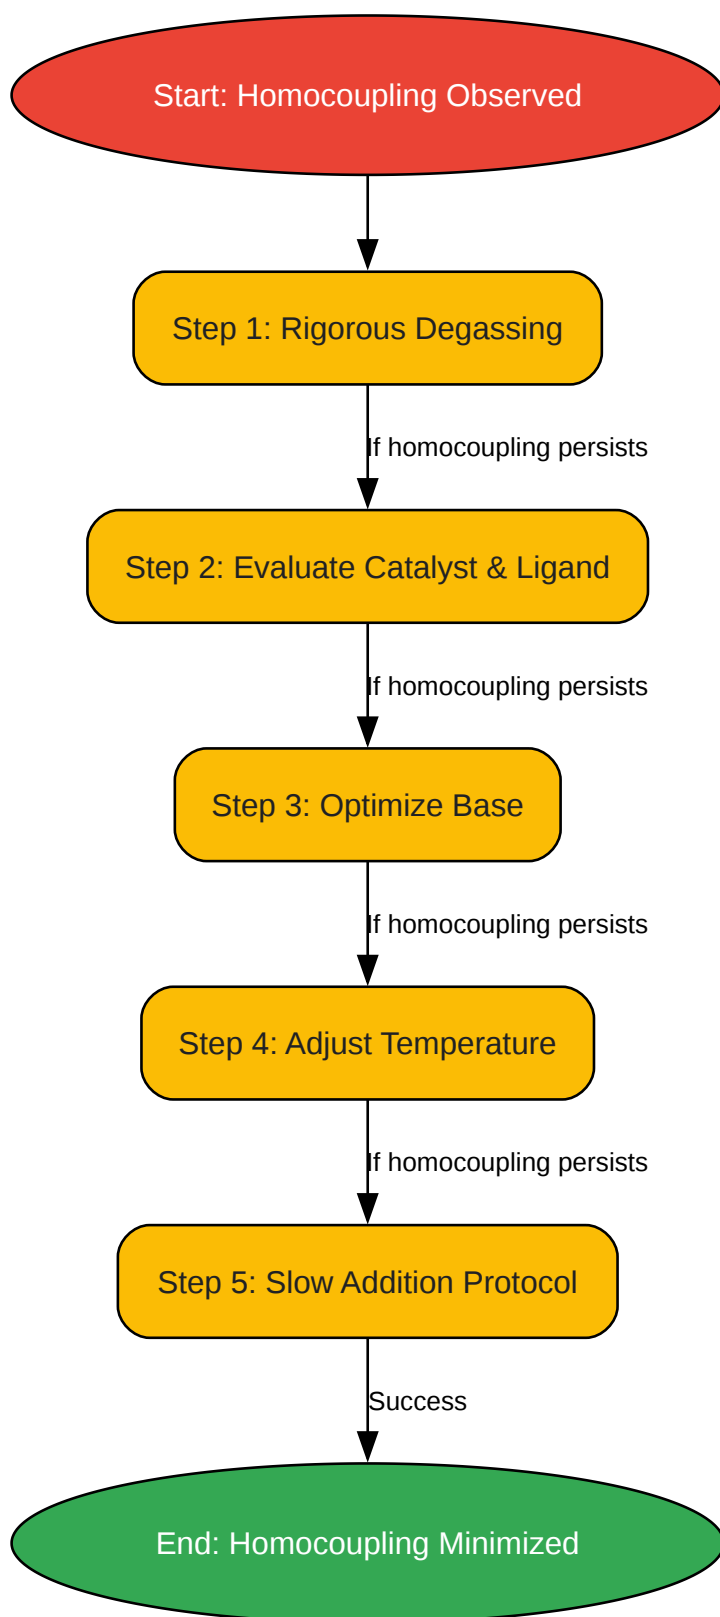 Start: Homocoupling Observed
Step 1: Rigorous Degassing
If homocoupling persists
Step 2: Evaluate Catalyst & Ligand
If homocoupling persists
Step 3: Optimize Base
If homocoupling persists
Step 4: Adjust Temperature
If homocoupling persists
Step 5: Slow Addition Protocol
Success
End: Homocoupling Minimized